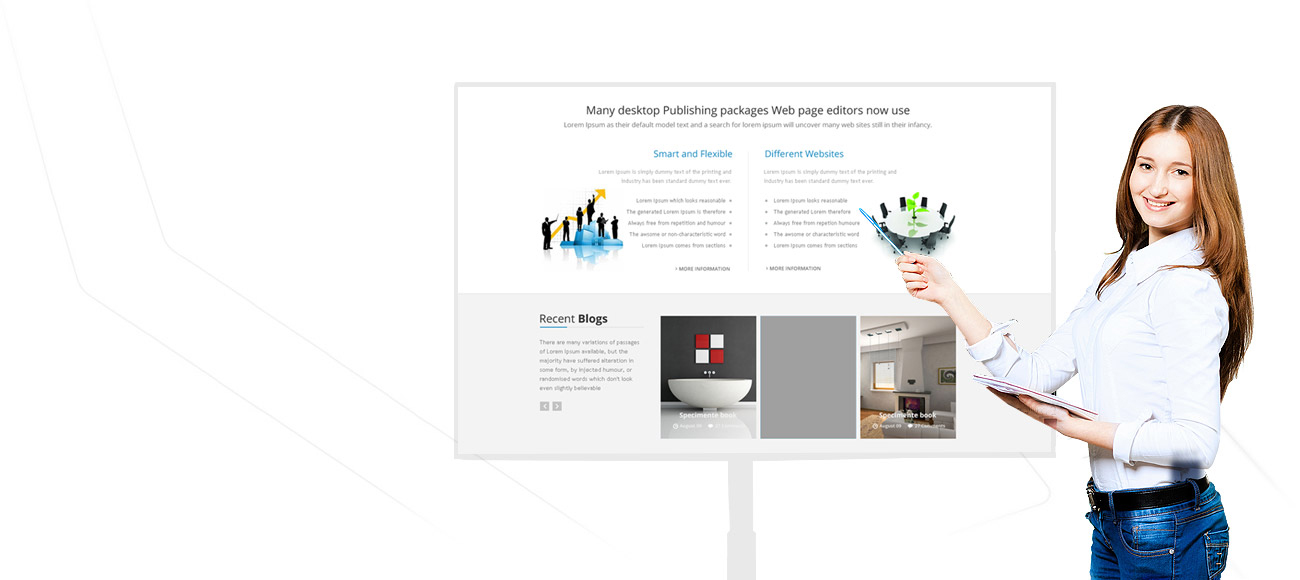 Many desktop Publishing packages Web page editors now use
Lorem Ipsum as their default model text and a search for lorem ipsum will uncover many web sites still in their infancy.
Smart and Flexible
Lorem Ipsum is simply dummy text of the printing and
Industry has been standard dummy text ever.
Lorem Ipsum which looks reasonable
The generated Lorem Ipsum is therefore
Always free from repetition and humour
The awsome or non-characteristic word
Lorem Ipsum comes from sections
> MORE INFORMATION
Different Websites
Lorem Ipsum is simply dummy text of the printing and
Industry has been standard dummy text ever.
Lorem Ipsum looks reasonable
The generated Lorem therefore
Always free from repetion humoure
The awsome or characteristic word
Lorem Ipsum comes from sections
> MORE INFORMATION
Recent Blogs
There are many variations of passages
of Lorem Ipsum available, but the
majority have suffered alteration in
some form, by injected humour, or
randomised words which don't look
even slightly believable
Specimente book
August 09
Specimente book
August 09 21 comments